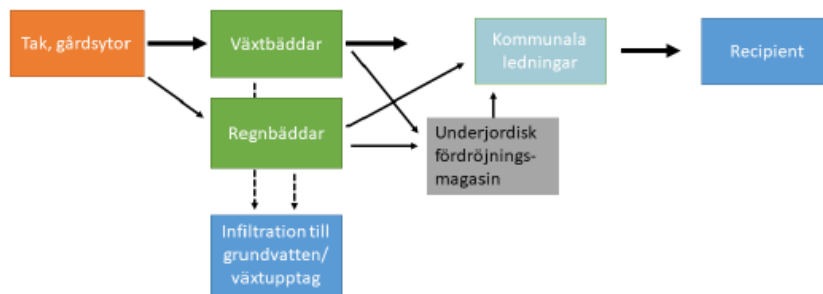 Tak, gårdsytor
Växtbäddar
Kommunala
ledningar
Recipient
Regnbäddar
Underjordisk
fördröjnings-
magasin
Infiltration till
grundvatten/
växtupptag